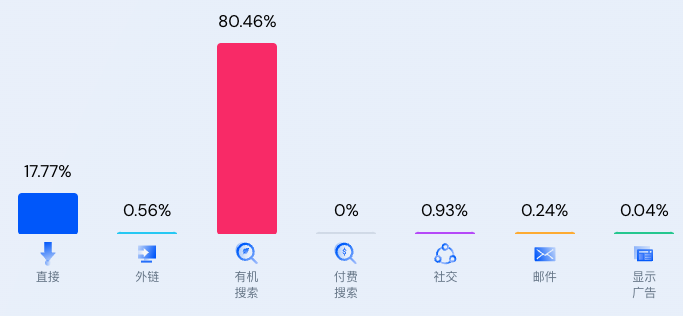 80.46%
17.77%
0.56%
0%
0.93%
0.24%
0.04%
直接
外链
有机
搜索
付费
搜索
社交
邮件
显示
广告